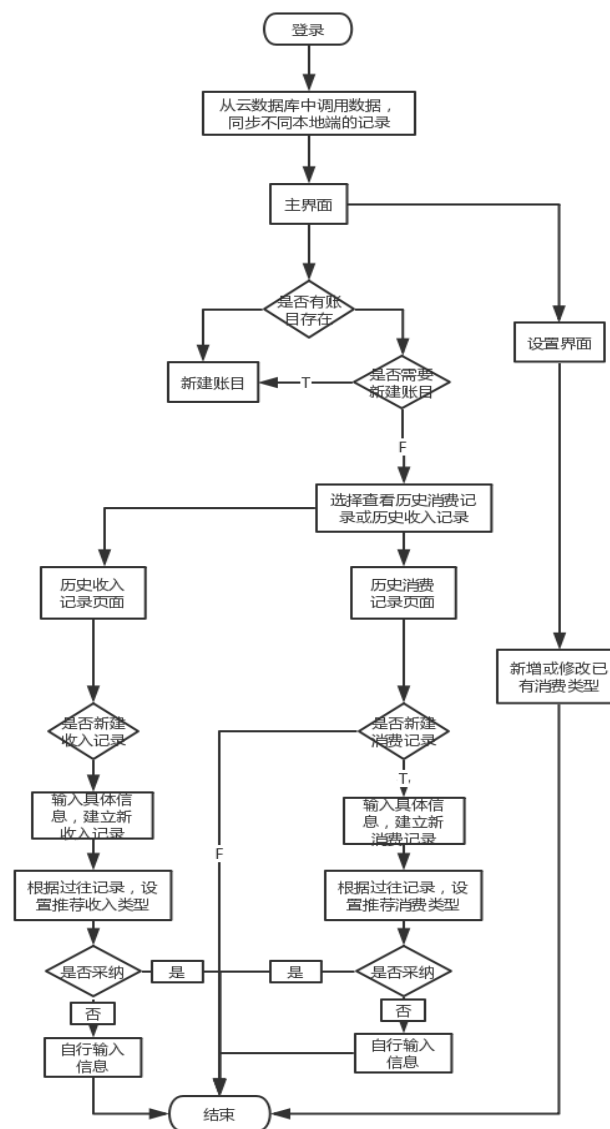 登录
从云数据库中调用数据，
同步不同本地端的记录
主界面
是否有账
目存在
设置界面
新建账目
T
是否需要
新建账目
F
选择查看历史消费记
录或历史收入记录
历史收入
记录页面
历史消费
记录页面
新增或修改已
有消费类型
是否新建
收入记录
是否新建
消费记录
T
输入具体信
息，建立新
收入记录
输入具体信
息，建立新
消费记录
F
根据过往记录，设
置推荐收入类型
根据过往记录，设
置推荐消费类型
是否采纳
是
是
是否采纳
否
否
自行输入
信息
自行输入
信息
结束